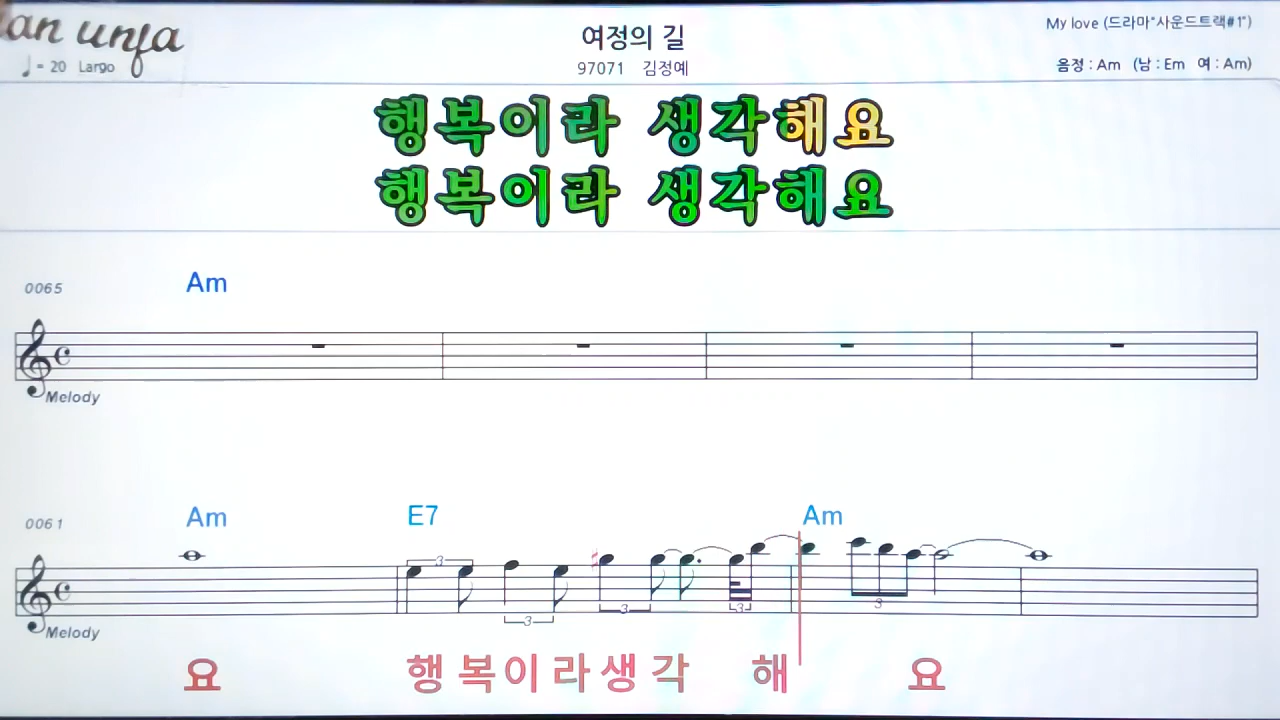 an unfa
여정의 길
My love (드라마"사운드트랙#1")
♩ = 20 Largo
97071 김정예
음정 : Am (남 : Em 여 : Am)
행복이라 생각해요
행복이라 생각해요
0065 Am
Melody
0061 Am E7 Am
3 3 3 3 3
Melody
요 행 복 이 라 생 각 해 요